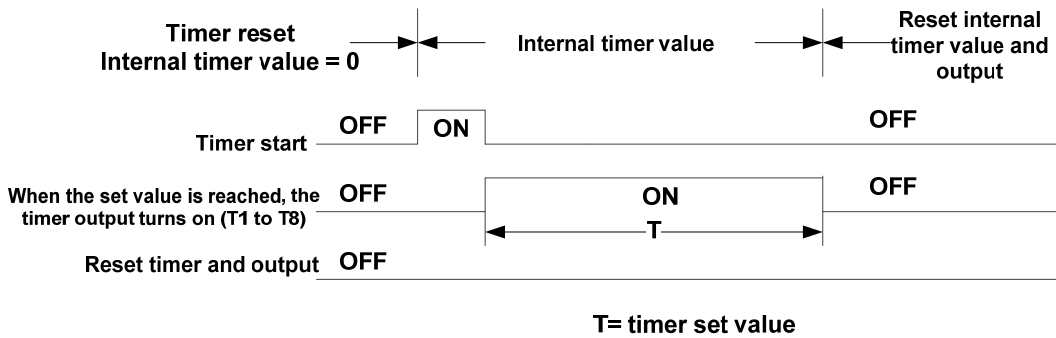 Timer reset
Internal timer value = 0
Internal timer value
Reset internal
timer value and
output
Timer start
OFF
ON
OFF
When the set value is reached, the
timer output turns on (T1 to T8)
OFF
ON
OFF
T
Reset timer and output
OFF
T= timer set value